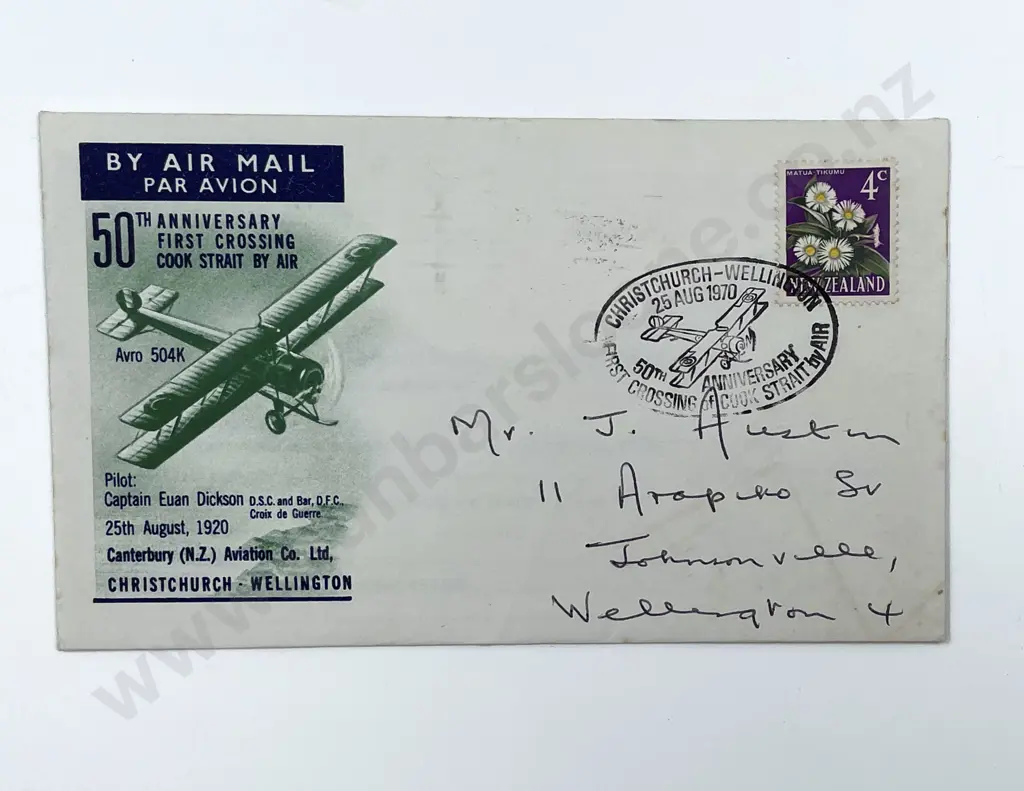 BY AIR MAIL
PAR AVION
50TH ANNIVERSARY
FIRST CROSSING
COOK STRAIT BY AIR
Avro 504K
Pilot:
Captain Euan Dickson D.S.C. and Bar, D.F.C.,
Croix de Guerre
25th August, 1920
Canterbury (N.Z.) Aviation Co. Ltd,
CHRISTCHURCH - WELLINGTON
MATUA-TIKUMU
4c
NEW ZEALAND
CHRISTCHURCH-WELLINGTON
25 AUG 1970
50TH ANNIVERSARY
FIRST CROSSING of COOK STRAIT by AIR
Mr. J. Austin
11
Johnsonville,
Wellington 4